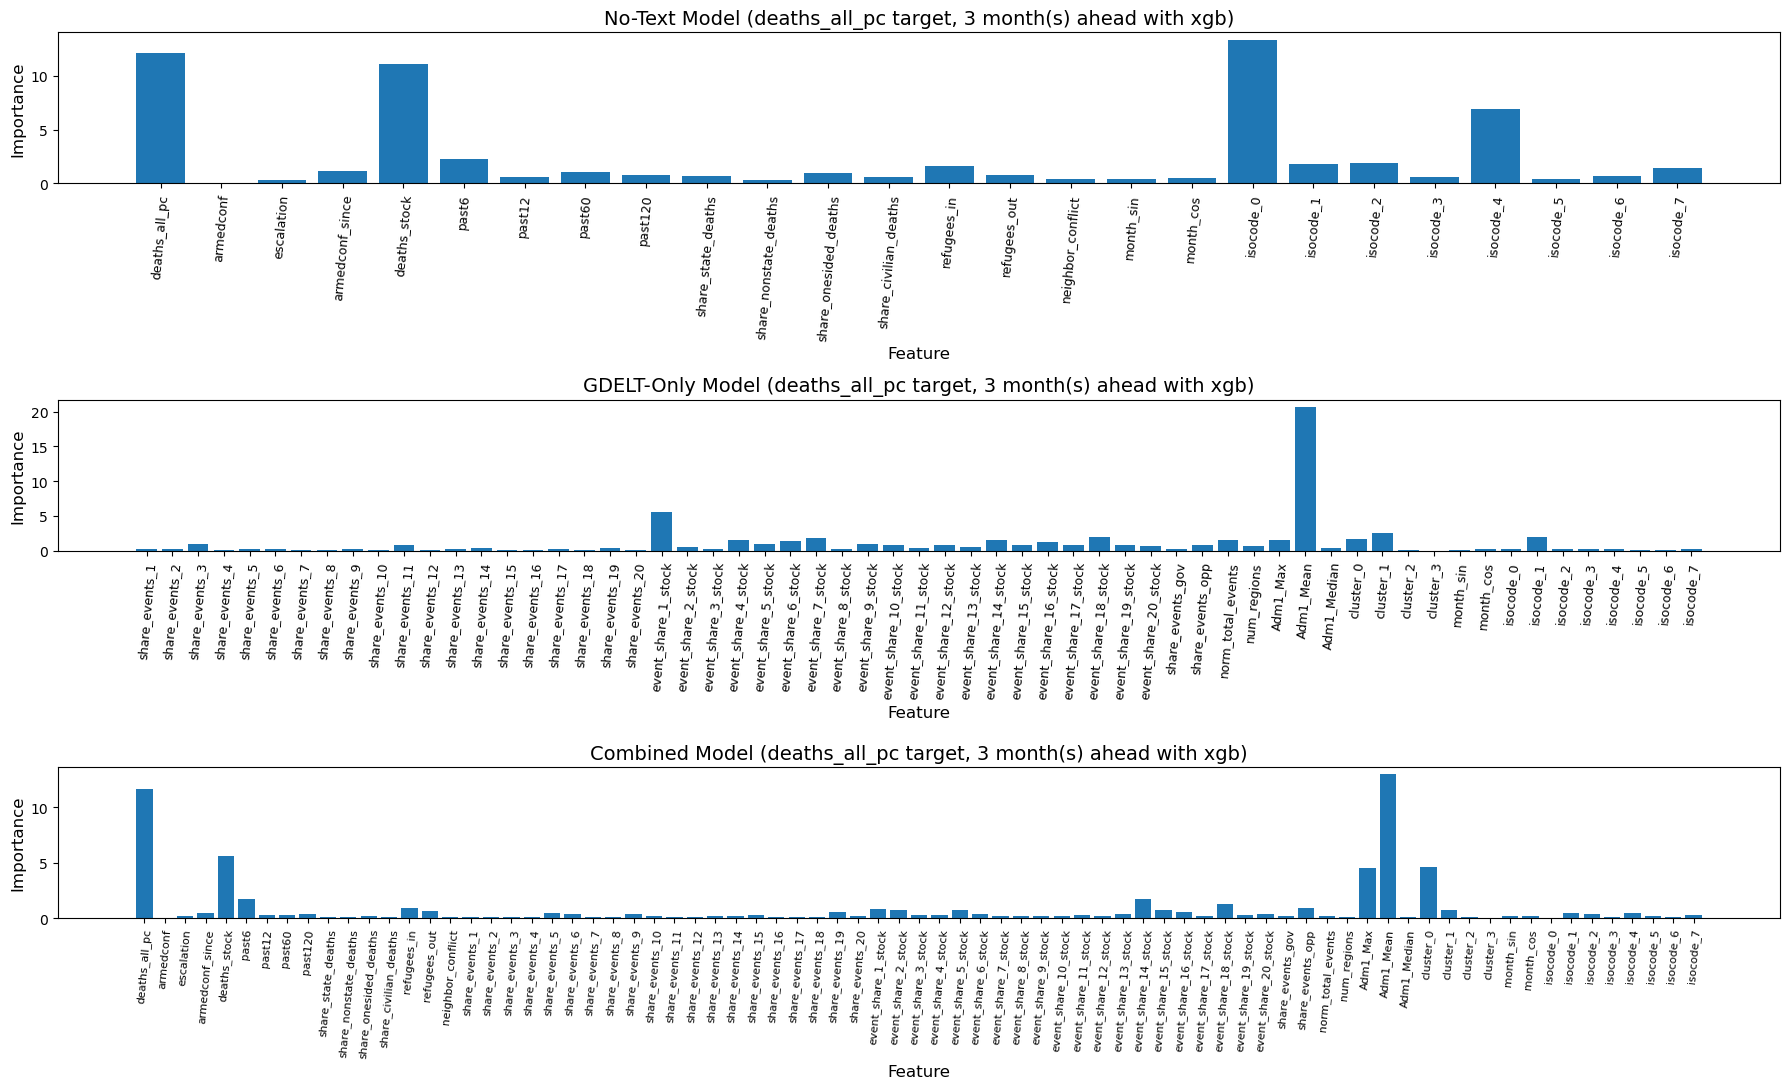 No-Text Model (deaths_all_pc target, 3 month(s) ahead with xgb)
Importance
10
5
0
deaths_all_pc
armedconf
escalation
armedconf_since
deaths_stock
past6
past12
past60
past120
share_state_deaths
share_nonstate_deaths
share_onesided_deaths
share_civilian_deaths
refugees_in
refugees_out
neighbor_conflict
month_sin
month_cos
isocode_0
isocode_1
isocode_2
isocode_3
isocode_4
isocode_5
isocode_6
isocode_7
Feature
GDELT-Only Model (deaths_all_pc target, 3 month(s) ahead with xgb)
Importance
20
15
10
5
0
share_events_1
share_events_2
share_events_3
share_events_4
share_events_5
share_events_6
share_events_7
share_events_8
share_events_9
share_events_10
share_events_11
share_events_12
share_events_13
share_events_14
share_events_15
share_events_16
share_events_17
share_events_18
share_events_19
share_events_20
event_share_1_stock
event_share_2_stock
event_share_3_stock
event_share_4_stock
event_share_5_stock
event_share_6_stock
event_share_7_stock
event_share_8_stock
event_share_9_stock
event_share_10_stock
event_share_11_stock
event_share_12_stock
event_share_13_stock
event_share_14_stock
event_share_15_stock
event_share_16_stock
event_share_17_stock
event_share_18_stock
event_share_19_stock
event_share_20_stock
share_events_gov
share_events_opp
norm_total_events
num_regions
Adm1_Max
Adm1_Mean
Adm1_Median
cluster_0
cluster_1
cluster_2
cluster_3
month_sin
month_cos
isocode_0
isocode_1
isocode_2
isocode_3
isocode_4
isocode_5
isocode_6
isocode_7
Feature
Combined Model (deaths_all_pc target, 3 month(s) ahead with xgb)
Importance
10
5
0
deaths_all_pc
armedconf
escalation
armedconf_since
deaths_stock
past6
past12
past60
past120
share_state_deaths
share_nonstate_deaths
share_onesided_deaths
share_civilian_deaths
refugees_in
refugees_out
neighbor_conflict
share_events_1
share_events_2
share_events_3
share_events_4
share_events_5
share_events_6
share_events_7
share_events_8
share_events_9
share_events_10
share_events_11
share_events_12
share_events_13
share_events_14
share_events_15
share_events_16
share_events_17
share_events_18
share_events_19
share_events_20
event_share_1_stock
event_share_2_stock
event_share_3_stock
event_share_4_stock
event_share_5_stock
event_share_6_stock
event_share_7_stock
event_share_8_stock
event_share_9_stock
event_share_10_stock
event_share_11_stock
event_share_12_stock
event_share_13_stock
event_share_14_stock
event_share_15_stock
event_share_16_stock
event_share_17_stock
event_share_18_stock
event_share_19_stock
event_share_20_stock
share_events_gov
share_events_opp
norm_total_events
num_regions
Adm1_Max
Adm1_Mean
Adm1_Median
cluster_0
cluster_1
cluster_2
cluster_3
month_sin
month_cos
isocode_0
isocode_1
isocode_2
isocode_3
isocode_4
isocode_5
isocode_6
isocode_7
Feature